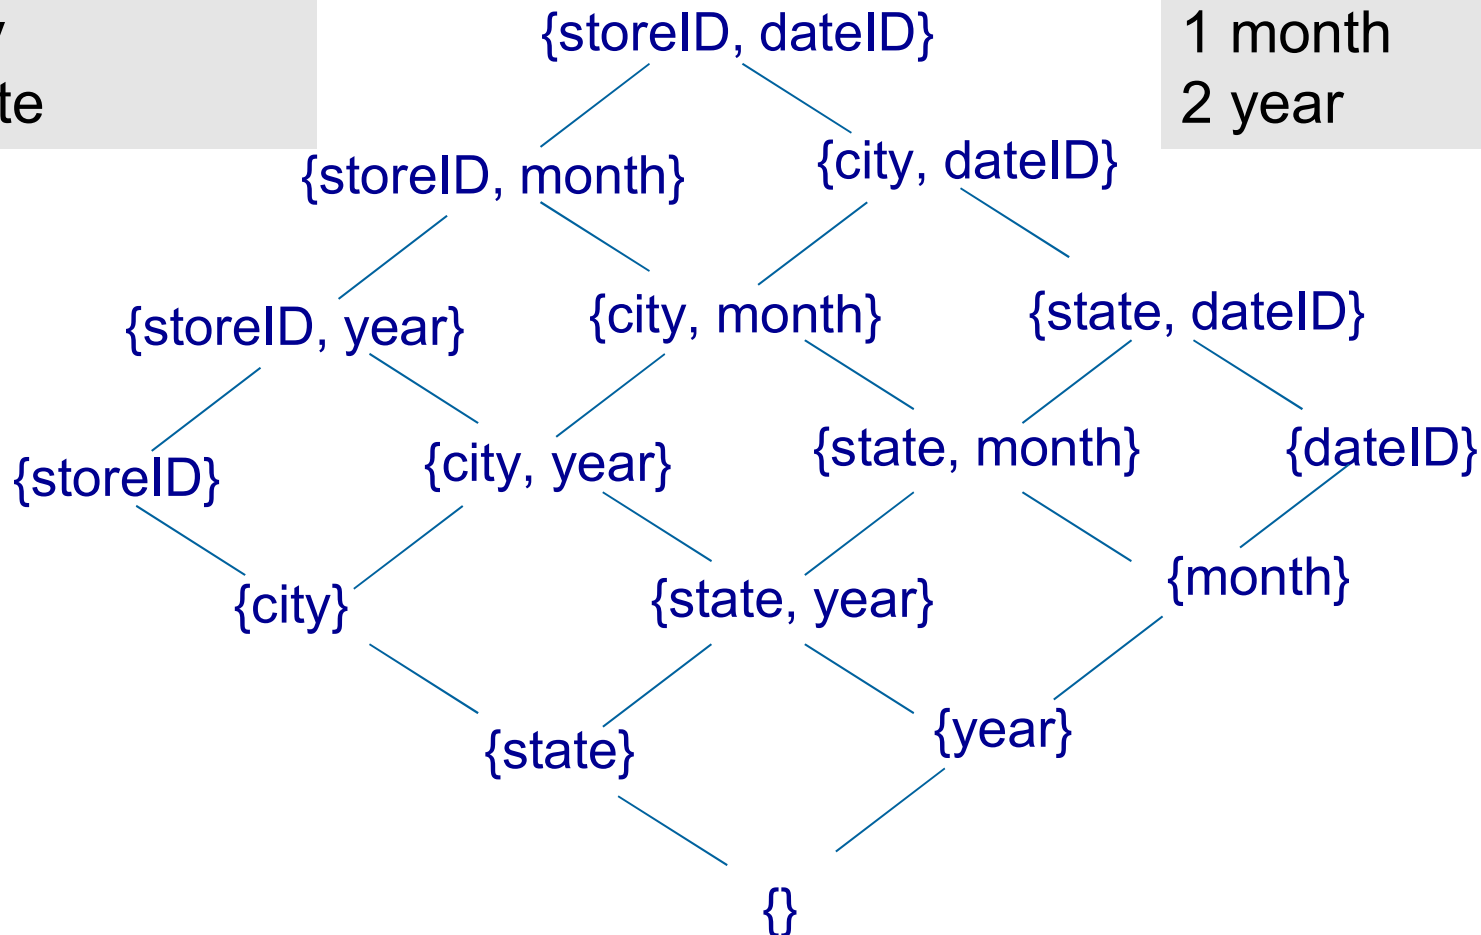 {storeID, dateID}
1 month
2 year
{storeID, month}
{city, dateID}
{storeID, year}
{city, month}
{state, dateID}
{storeID}
{city, year}
{state, month}
{dateID}
{city}
{state, year}
{month}
{state}
{year}
{}